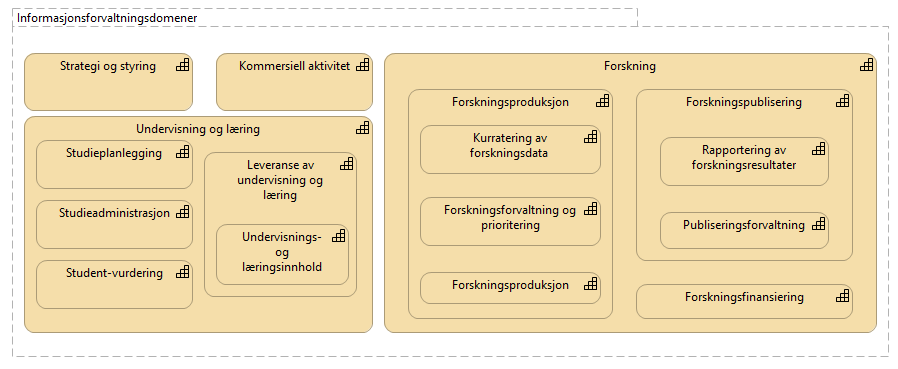 Informasjonsforvaltningsdomener
Strategi og styring
Kommersiell aktivitet
Undervisning og læring
Studieplanlegging
Studieadministrasjon
Student-vurdering
Leveranse av
undervisning og
læring
Undervisnings-
og
læringsinnhold
Forskning
Forskningsproduksjon
Kurratering av
forskningsdata
Forskningsforvaltning og
prioritering
Forskningsproduksjon
Forskningspublisering
Rapportering av
forskningsresultater
Publiseringsforvaltning
Forskningsfinansiering